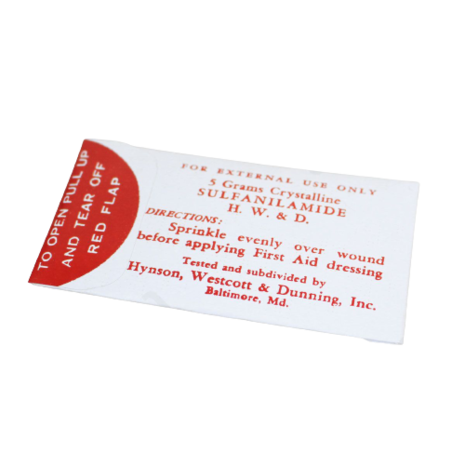 TO OPEN PULL UP
AND TEAR OFF
RED FLAP
FOR EXTERNAL USE ONLY
5 Grams Crystalline
SULFANILAMIDE
H. W. & D.
DIRECTIONS:
Sprinkle evenly over wound
before applying First Aid dressing
Tested and subdivided by
Hynson, Westcott & Dunning, Inc.
Baltimore, Md.